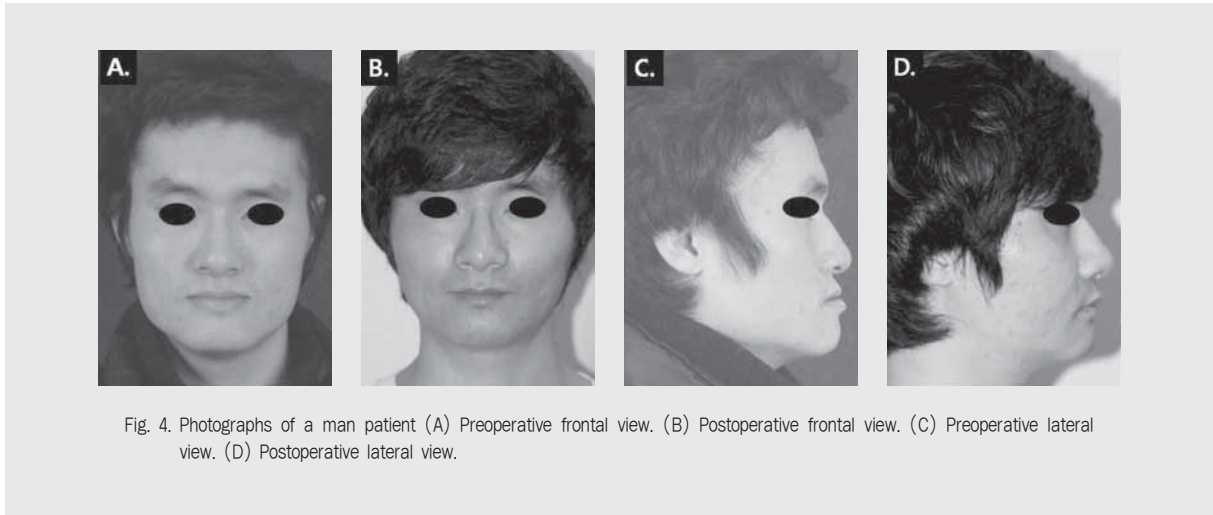 A.
B.
C.
D.
Fig. 4. Photographs of a man patient (A) Preoperative frontal view. (B) Postoperative frontal view. (C) Preoperative lateral
view. (D) Postoperative lateral view.